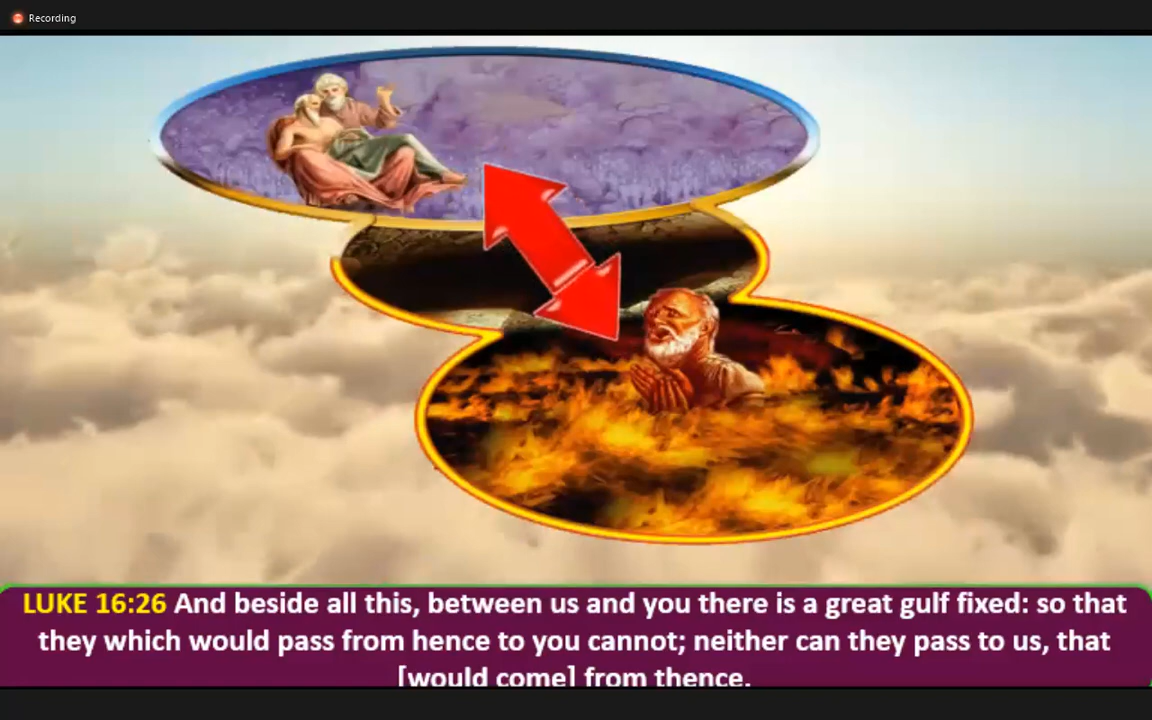 Recording
LUKE 16:26 And beside all this, between us and you there is a great gulf fixed: so that
they which would pass from hence to you cannot; neither can they pass to us, that
[would come] from thence.